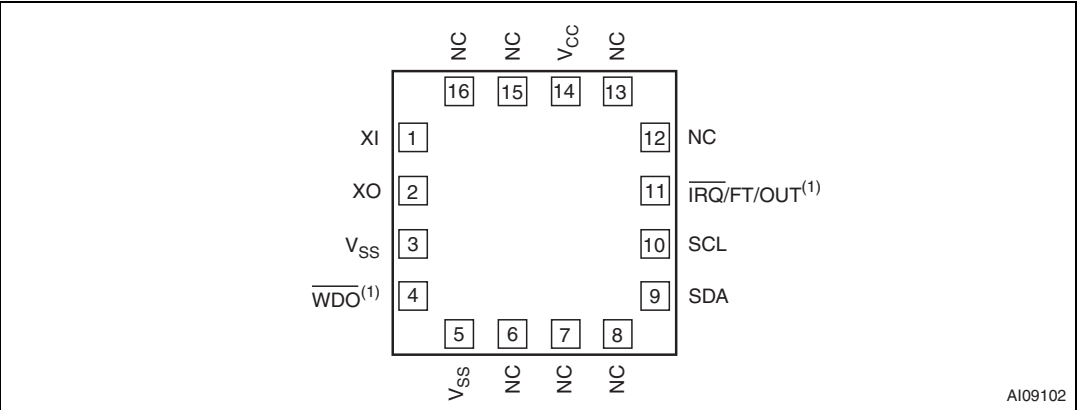 NC NC VCC NC
16 15 14 13
XI 1 12 NC
XO 2 11 IRQ/FT/OUT(1)
VSS 3 10 SCL
WDO(1) 4 9 SDA
5 6 7 8
VSS NC NC NC
AI09102